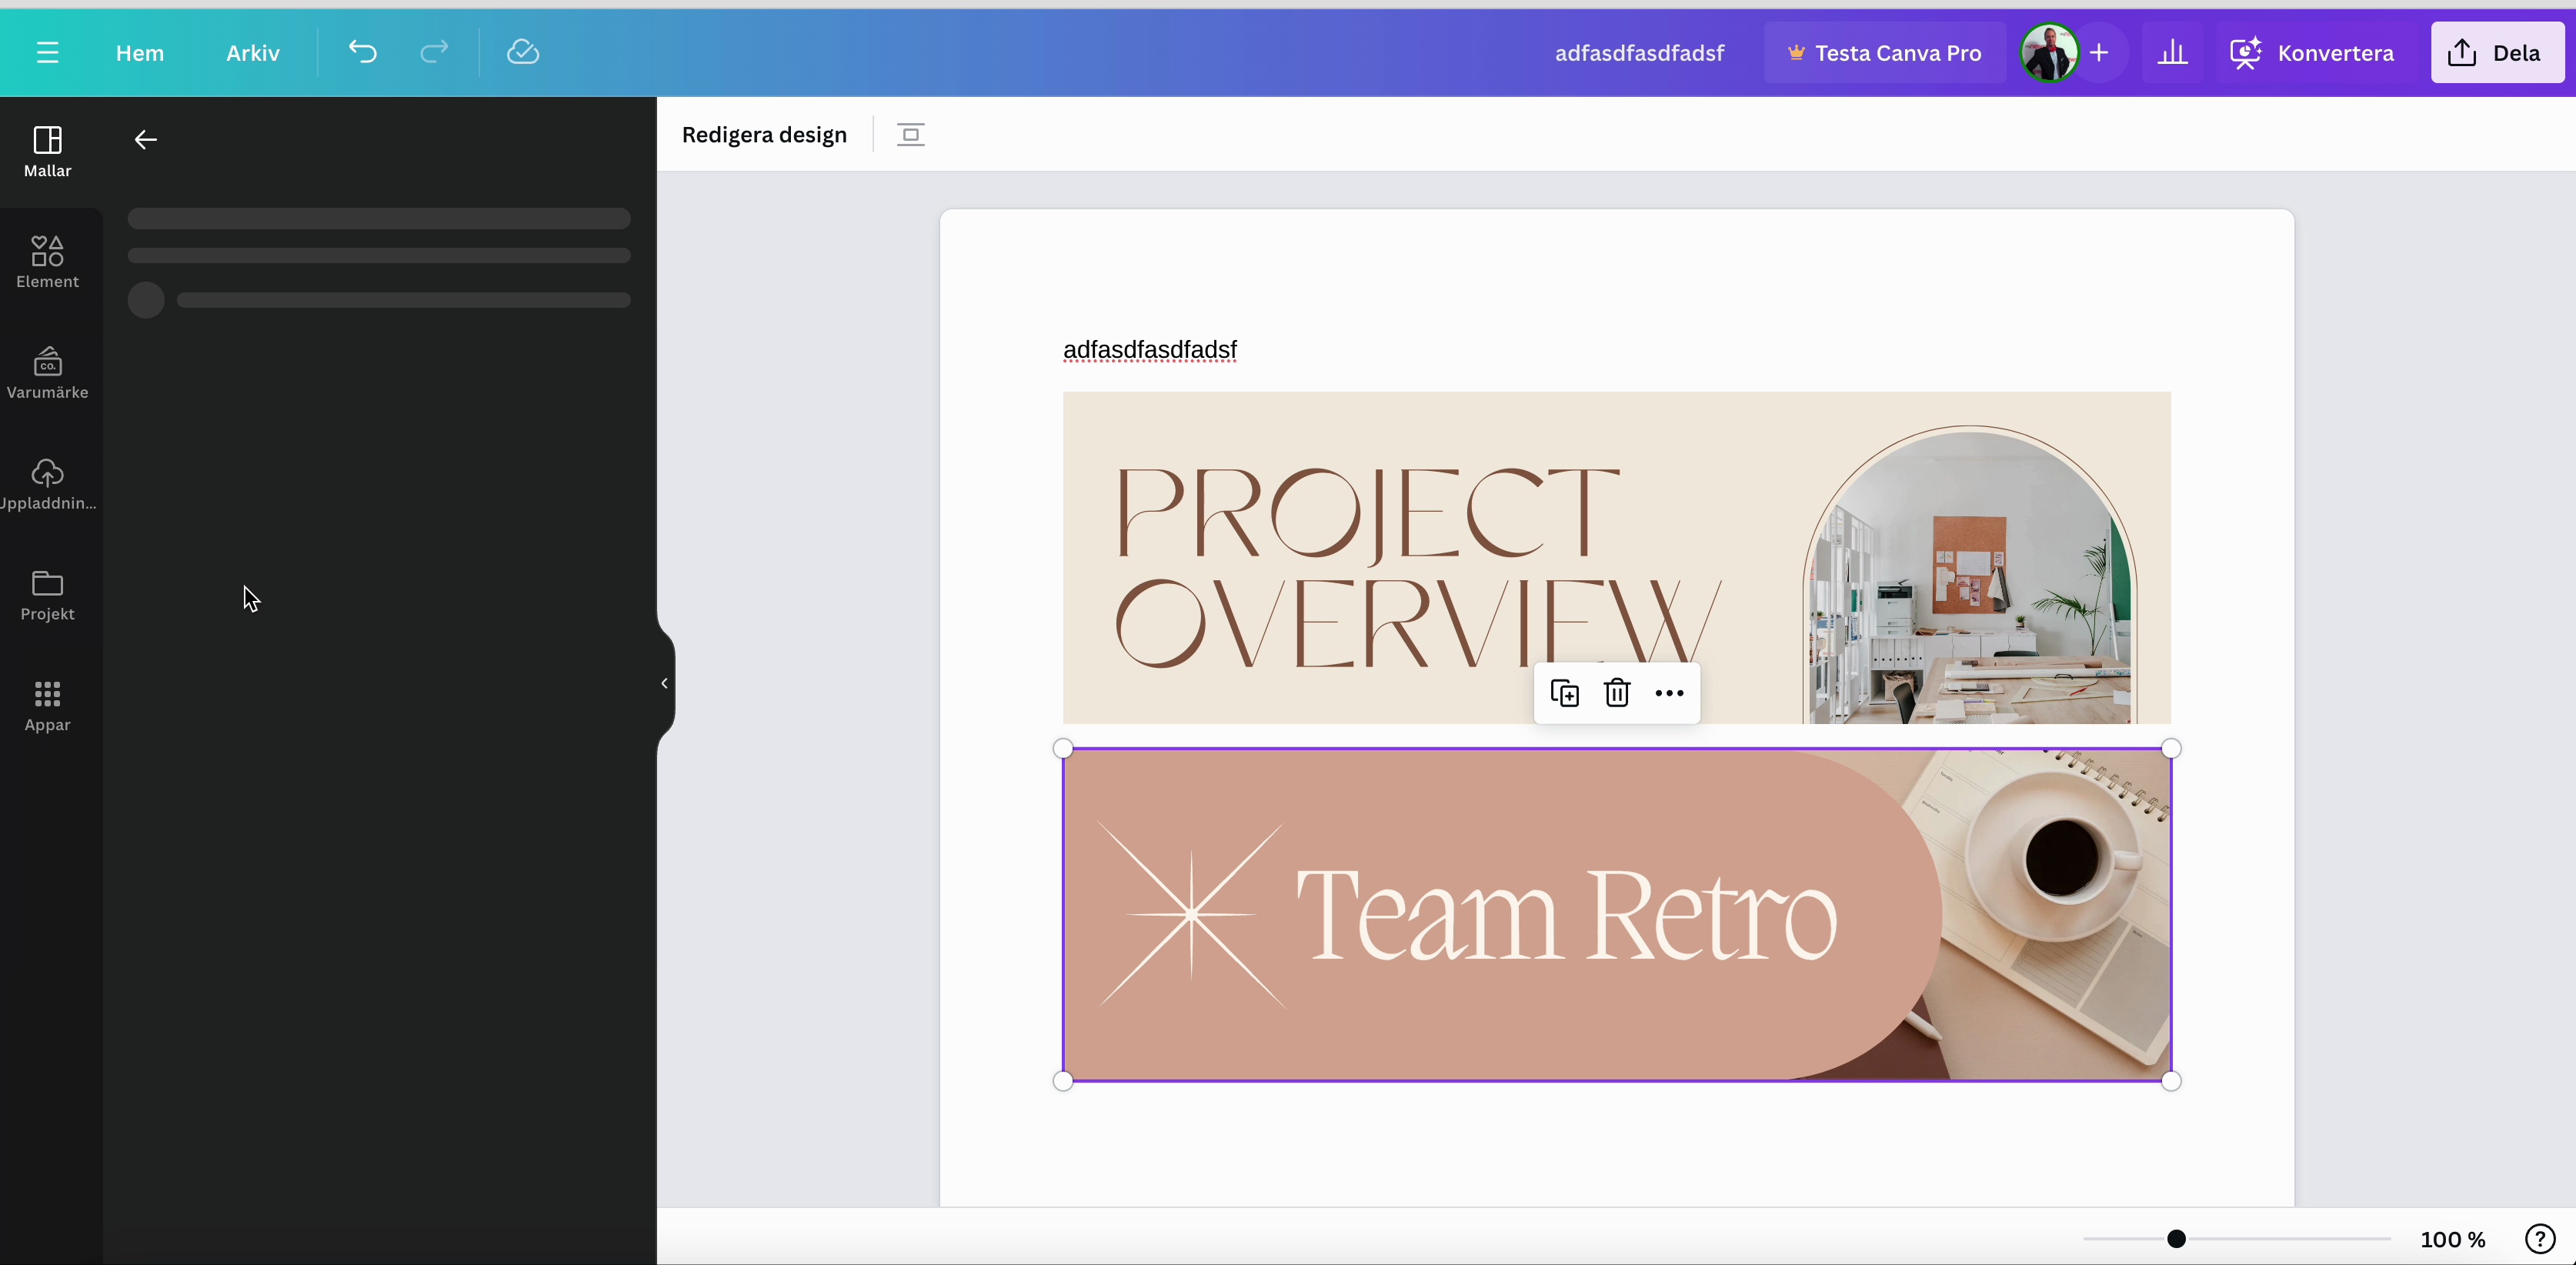 Hem
Arkiv
adfasdfasdfadsf
Testa Canva Pro
Konvertera
Dela
Mallar
Element
CO.
Varumärke
Uppladdnin...
Projekt
Appar
Redigera design
adfasdfasdfadsf
PROJECT
OVERVIEW
Team Retro
100 %